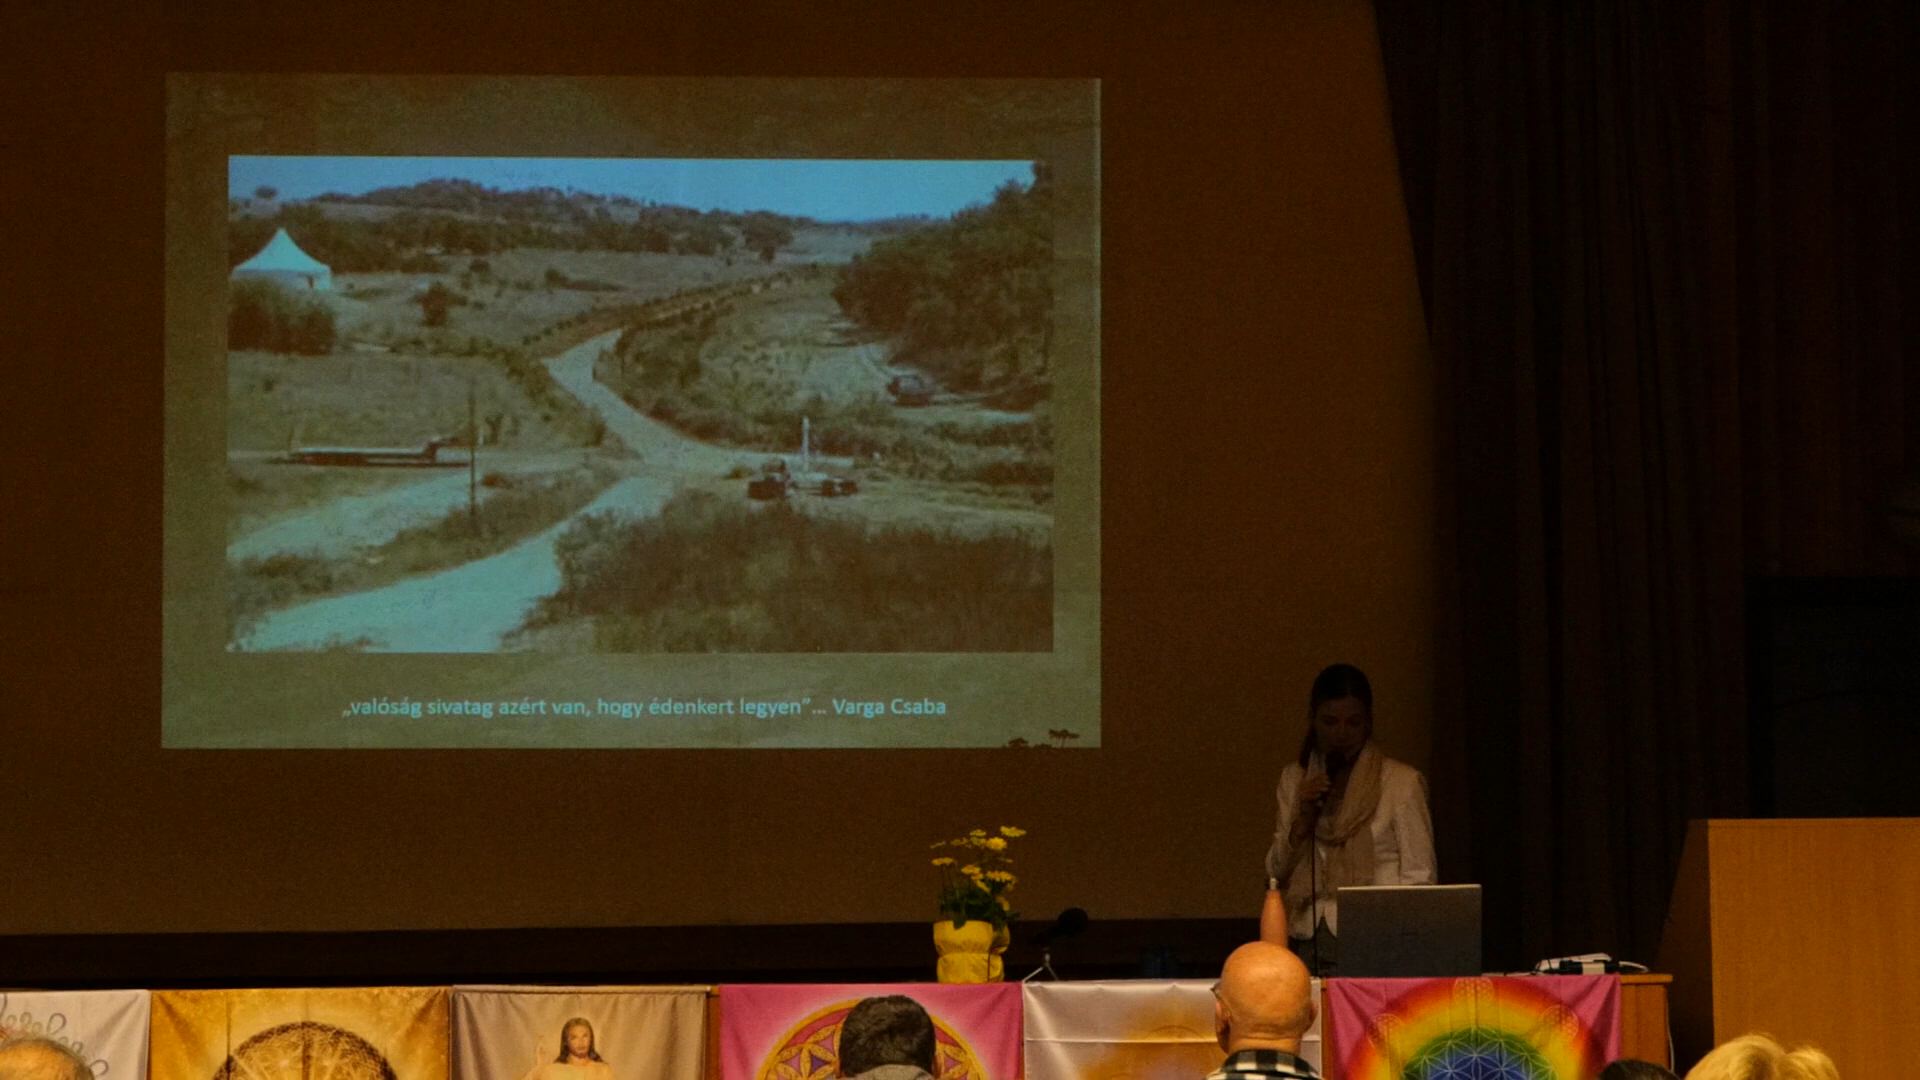 „valóság sivatag azért van, hogy édenkert legyen”... Varga Csaba